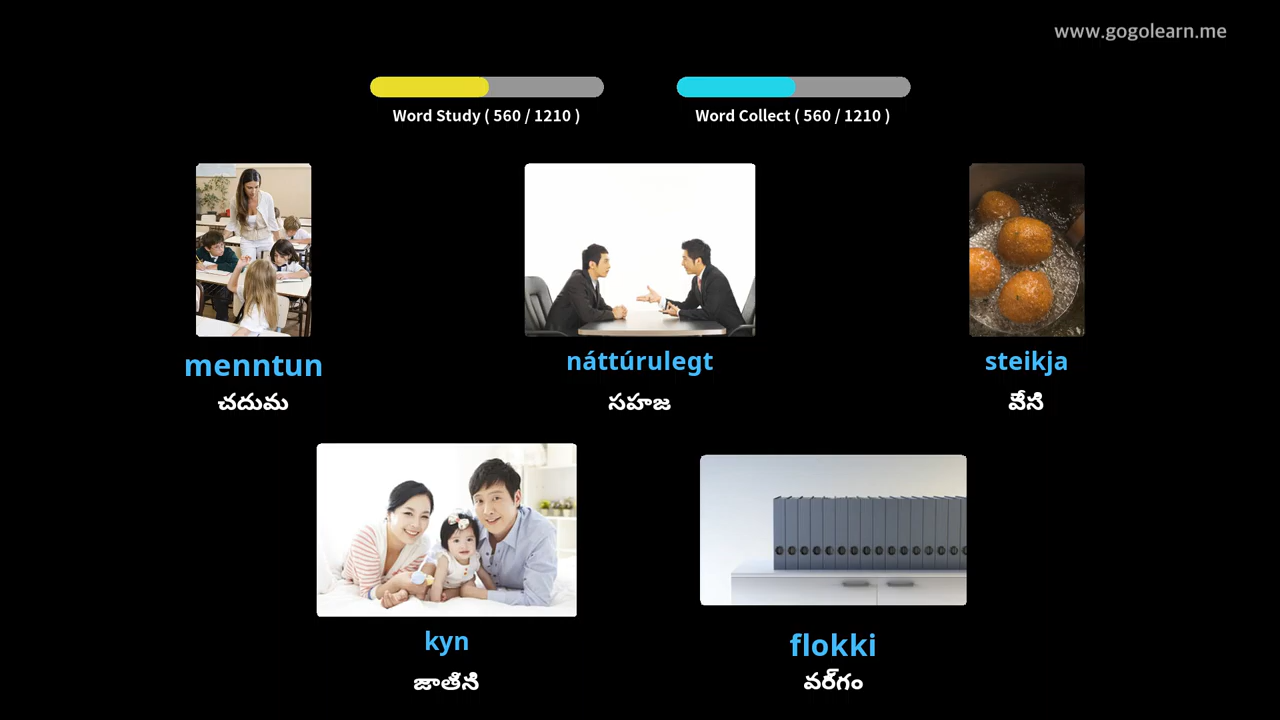 www.gogolearn.me
Word Study ( 560 / 1210 )
Word Collect ( 560 / 1210 )
menntun
చదువు
náttúrulegt
సహజ
steikja
వేసి
kyn
జాతిని
flokki
వర్గం